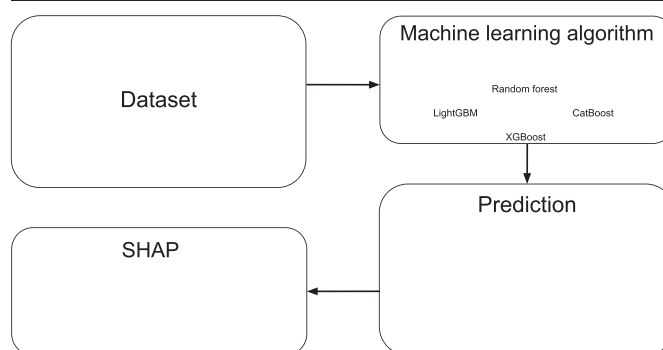 Dataset
Machine learning algorithm
Random forest
LightGBM
CatBoost
XGBoost
Prediction
SHAP